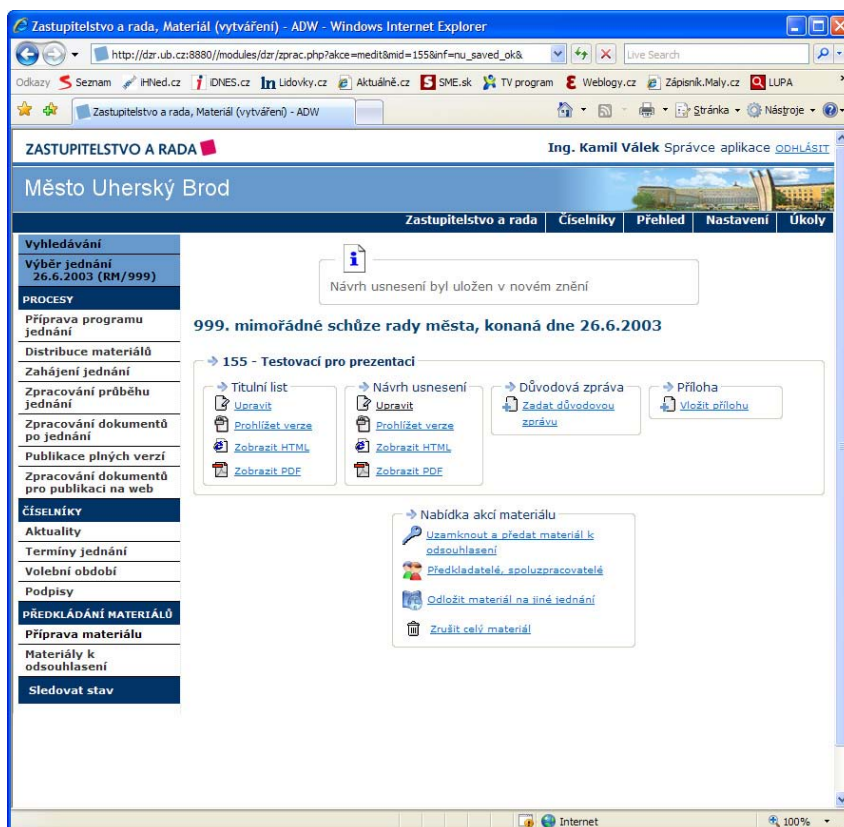 Zastupitelstvo a rada, Materiál (vytváření) - ADW - Windows Internet Explorer
http://dzr.ub.cz:8880//modules/dzr/zprac.php?akce=medit&mid=155&inf=nu_saved_ok&
Live Search
Odkazy Seznam iHNed.cz iDNES.cz Lidovky.cz Aktuálně.cz SME.sk TV program Weblogy.cz Zápisník.Maly.cz LUPA
Zastupitelstvo a rada, Materiál (vytváření) - ADW
Stránka Nástroje
ZASTUPITELSTVO A RADA
Ing. Kamil Válek Správce aplikace ODHLÁSIT
Město Uherský Brod
Zastupitelstvo a rada Číselníky Přehled Nastavení Úkoly
Vyhledávání
Výběr jednání
26.6.2003 (RM/999)
PROCESY
Příprava programu
jednání
Distribuce materiálů
Zahájení jednání
Zpracování průběhu
jednání
Zpracování dokumentů
po jednání
Publikace plných verzí
Zpracování dokumentů
pro publikaci na web
ČÍSELNÍKY
Aktuality
Termíny jednání
Volební období
Podpisy
PŘEDKLÁDÁNÍ MATERIÁLŮ
Příprava materiálu
Materiály k
odsouhlasení
Sledovat stav
Návrh usnesení byl uložen v novém znění
999. mimořádné schůze rady města, konaná dne 26.6.2003
155 - Testovací pro prezentaci
Titulní list
Upravit
Prohlížet verze
Zobrazit HTML
Zobrazit PDF
Návrh usnesení
Upravit
Prohlížet verze
Zobrazit HTML
Zobrazit PDF
Důvodová zpráva
Zadat důvodovou
zprávu
Příloha
Vložit přílohu
Nabídka akcí materiálu
Uzamknout a předat materiál k
odsouhlasení
Předkladatelé, spoluzpracovatelé
Odložit materiál na jiné jednání
Zrušit celý materiál
Internet
100%